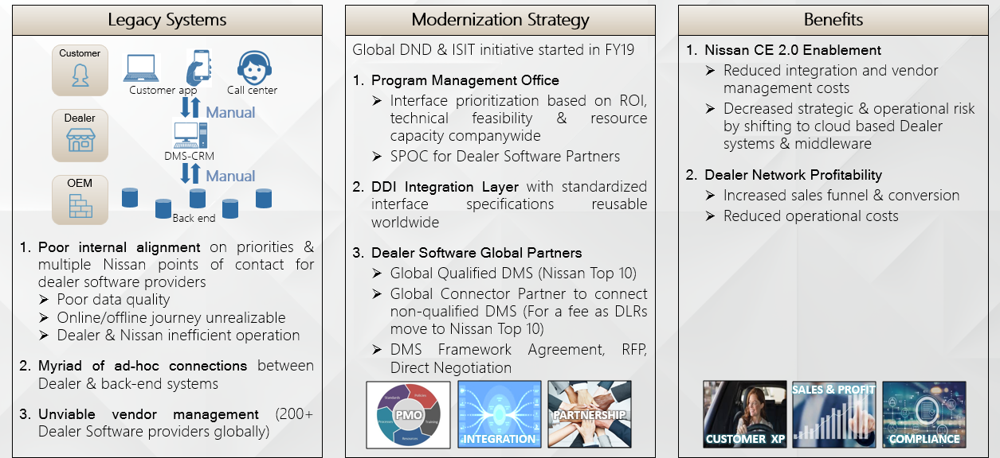 Legacy Systems
Customer
Customer app
Call center
Manual
Dealer
DMS-CRM
Manual
OEM
Back end
1. Poor internal alignment on priorities &
multiple Nissan points of contact for
dealer software providers
➢ Poor data quality
➢ Online/offline journey unrealizable
➢ Dealer & Nissan inefficient operation
2. Myriad of ad-hoc connections between
Dealer & back-end systems
3. Unviable vendor management (200+
Dealer Software providers globally)
Modernization Strategy
Global DND & ISIT initiative started in FY19
1. Program Management Office
➢ Interface prioritization based on ROI,
technical feasibility & resource
capacity companywide
➢ SPOC for Dealer Software Partners
2. DDI Integration Layer with standardized
interface specifications reusable
worldwide
3. Dealer Software Global Partners
➢ Global Qualified DMS (Nissan Top 10)
➢ Global Connector Partner to connect
non-qualified DMS (For a fee as DLRs
move to Nissan Top 10)
➢ DMS Framework Agreement, RFP,
Direct Negotiation
Standards
Policies
Processes
PMO
Training
Resources
INTEGRATION
PARTNERSHIP
Benefits
1. Nissan CE 2.0 Enablement
➢ Reduced integration and vendor
management costs
➢ Decreased strategic & operational risk
by shifting to cloud based Dealer
systems & middleware
2. Dealer Network Profitability
➢ Increased sales funnel & conversion
➢ Reduced operational costs
CUSTOMER XP
SALES & PROFIT
COMPLIANCE